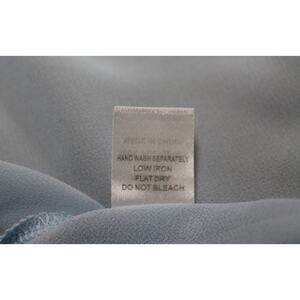 HAND WASH SEPARATELY
LOW IRON
FLAT DRY
DO NOT BLEACH